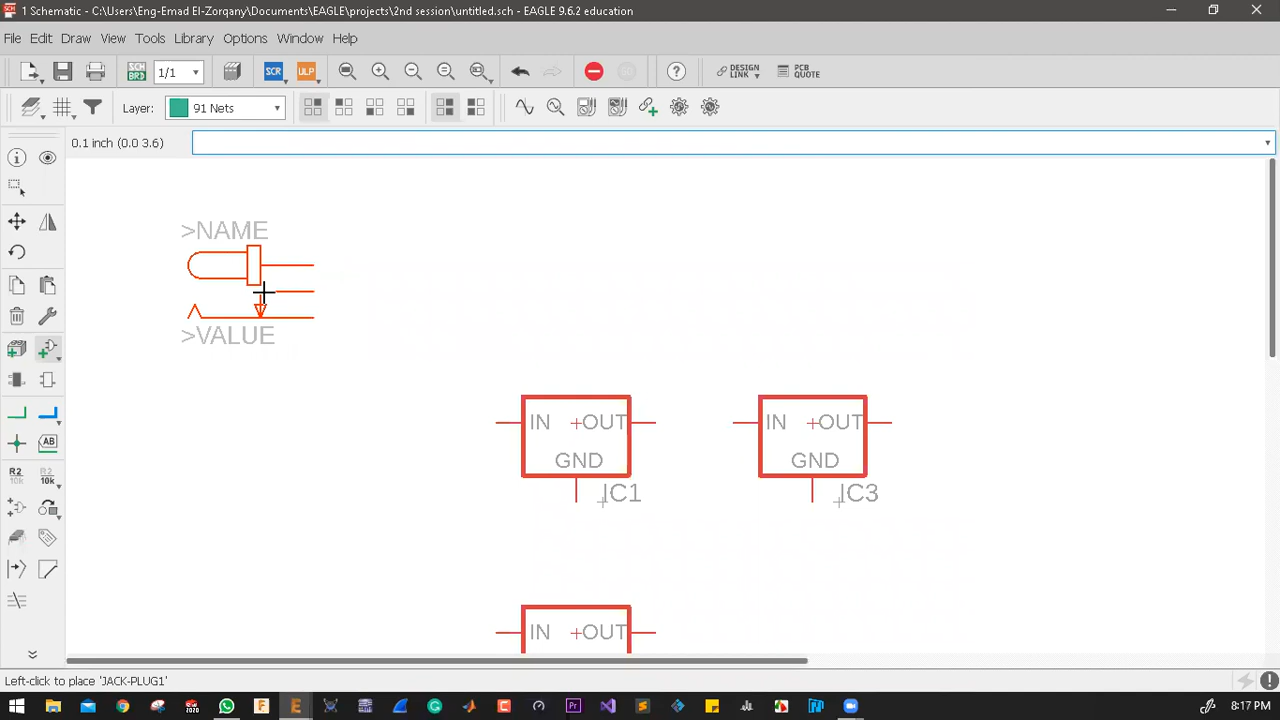 1 Schematic - C:\Users\Eng-Emad El-Zorqany\Documents\EAGLE\projects\2nd session\untitled.sch - EAGLE 9.6.2 education
File Edit Draw View Tools Library Options Window Help
SCH BRD 1/1 SCR ULP DESIGN LINK PCB QUOTE
Layer: 91 Nets
0.1 inch (0.0 3.6)
>NAME
>VALUE
IN +OUT IN +OUT
GND GND
IC1 IC3
IN +OUT
AB
R2 10k R2 10k
Left-click to place 'JACK-PLUG1'
8:17 PM